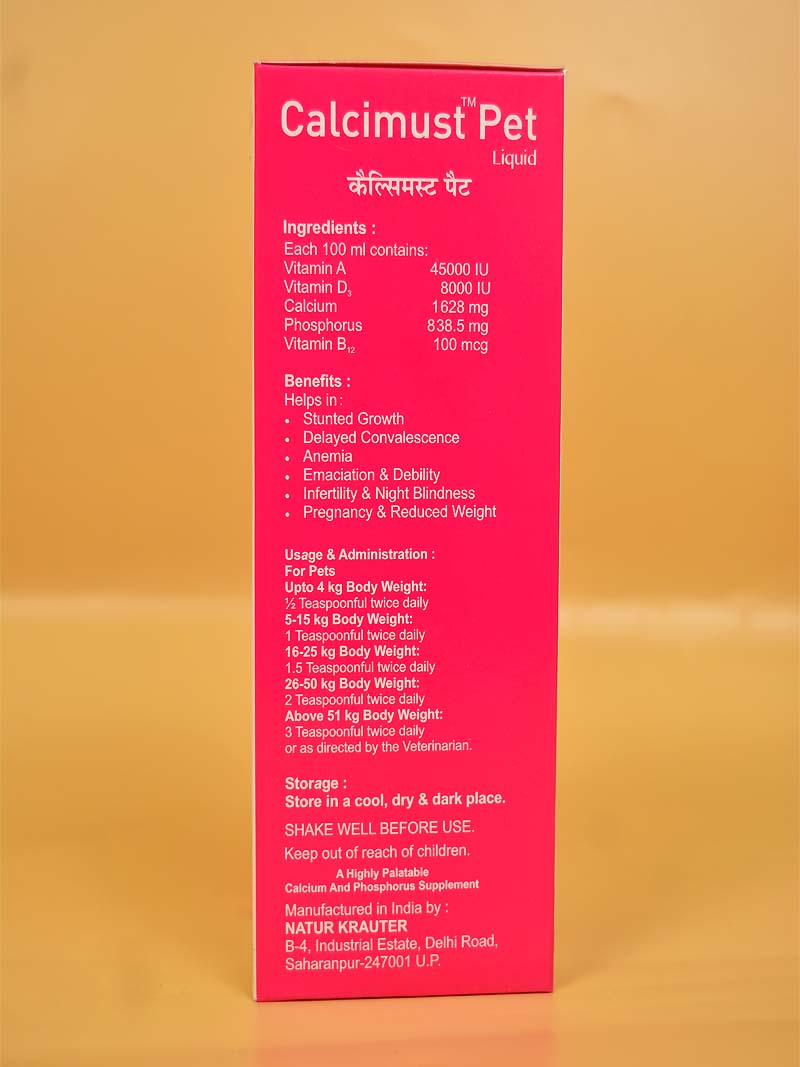 Calcimust™ Pet
Liquid
कैल्सिमस्ट पैट
Ingredients :
Each 100 ml contains:
Vitamin A 45000 IU
Vitamin D3 8000 IU
Calcium 1628 mg
Phosphorus 838.5 mg
Vitamin B12 100 mcg
Benefits :
Helps in :
• Stunted Growth
• Delayed Convalescence
• Anemia
• Emaciation & Debility
• Infertility & Night Blindness
• Pregnancy & Reduced Weight
Usage & Administration :
For Pets
Upto 4 kg Body Weight:
½ Teaspoonful twice daily
5-15 kg Body Weight:
1 Teaspoonful twice daily
16-25 kg Body Weight:
1.5 Teaspoonful twice daily
26-50 kg Body Weight:
2 Teaspoonful twice daily
Above 51 kg Body Weight:
3 Teaspoonful twice daily
or as directed by the Veterinarian.
Storage :
Store in a cool, dry & dark place.
SHAKE WELL BEFORE USE.
Keep out of reach of children.
A Highly Palatable
Calcium And Phosphorus Supplement
Manufactured in India by :
NATUR KRAUTER
B-4, Industrial Estate, Delhi Road,
Saharanpur-247001 U.P.